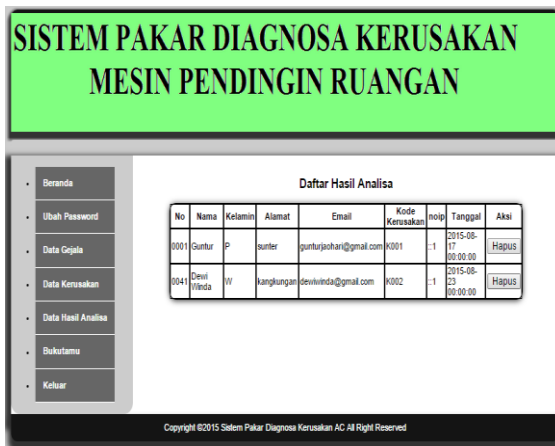 SISTEM PAKAR DIAGNOSA KERUSAKAN
MESIN PENDINGIN RUANGAN
Beranda
Ubah Password
Data Gejala
Data Kerusakan
Data Hasil Analisa
Bukutamu
Keluar
Daftar Hasil Analisa
No Nama Kelamin Alamat Email Kode Kerusakan noip Tanggal Aksi
0001 Guntur P sunter gunturjaohari@gmail.com K001 ::1 2015-08-17 00:00:00 Hapus
0041 Dewi Winda W kangkungan dewiwinda@gmail.com K002 ::1 2015-08-23 00:00:00 Hapus
Copyright ©2015 Sistem Pakar Diagnosa Kerusakan AC All Right Reserved